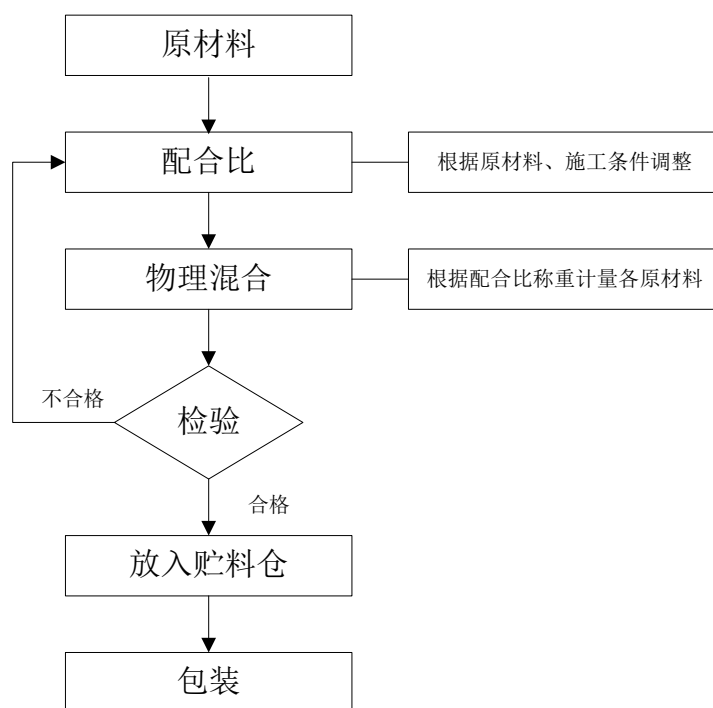 原材料
配合比
根据原材料、施工条件调整
物理混合
根据配合比称重计量各原材料
不合格
检验
合格
放入贮料仓
包装